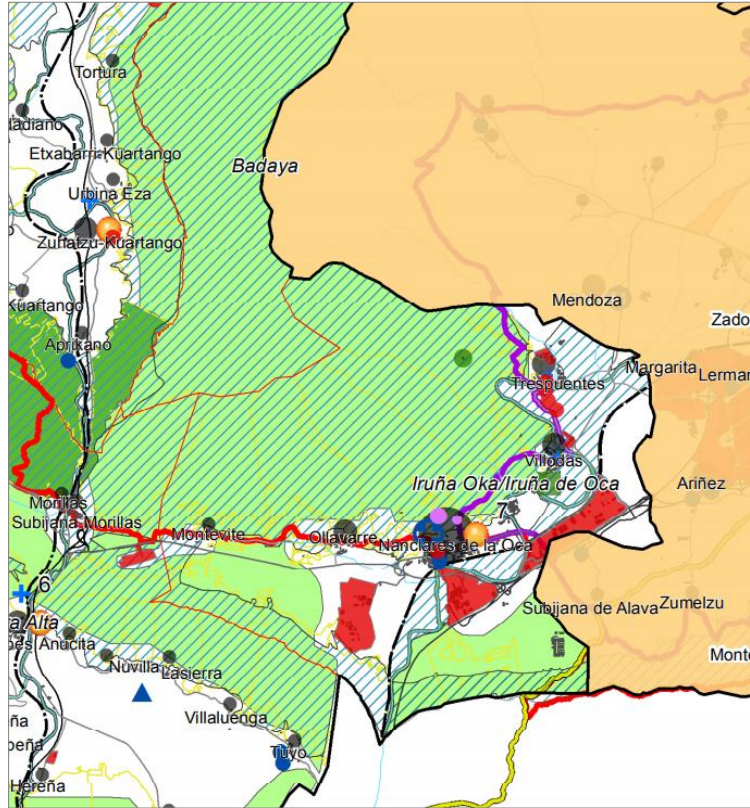 Tortura
Etxabarri-Kuartango
Badaya
Urbina Eza
Zuhatzu-Kuartango
Kuartango
Mendoza
Zado
Aprikano
Margarita
Lerman
Trespuentes
Villodas
Iruña Oka/Iruña de Oca
Ariñez
7
Morillas
Subijana-Morillas
Montevite
Ollavarre
Nanclares de la Oca
6
Subijana de Alava
Zumelzu
a Alta
Anucita
Nuvilla
Lasierra
Monte
Villaluenga
Tuyo
Hereña